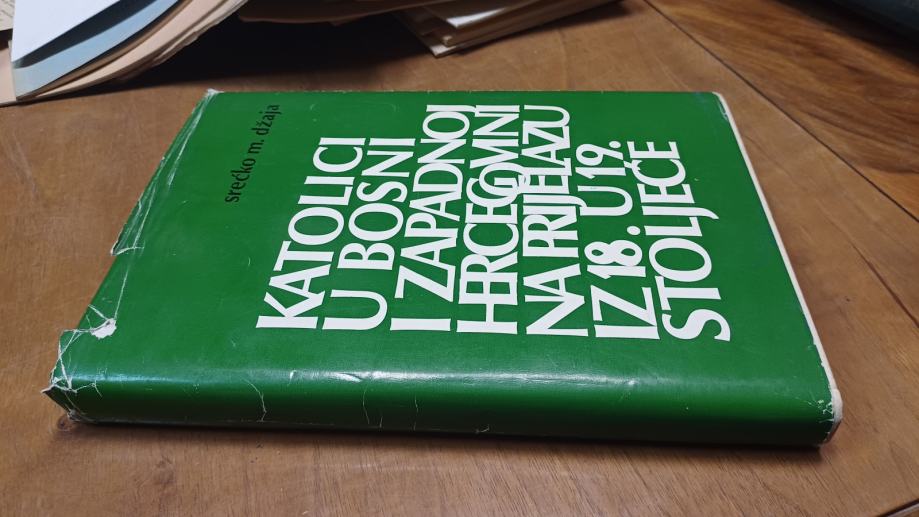 srećko m. džaja
KATOLICI
U BOSNI
I ZAPADNOJ
HERCEGOVINI
NA PRIJELAZU
IZ 18. U 19.
STOLJEĆE